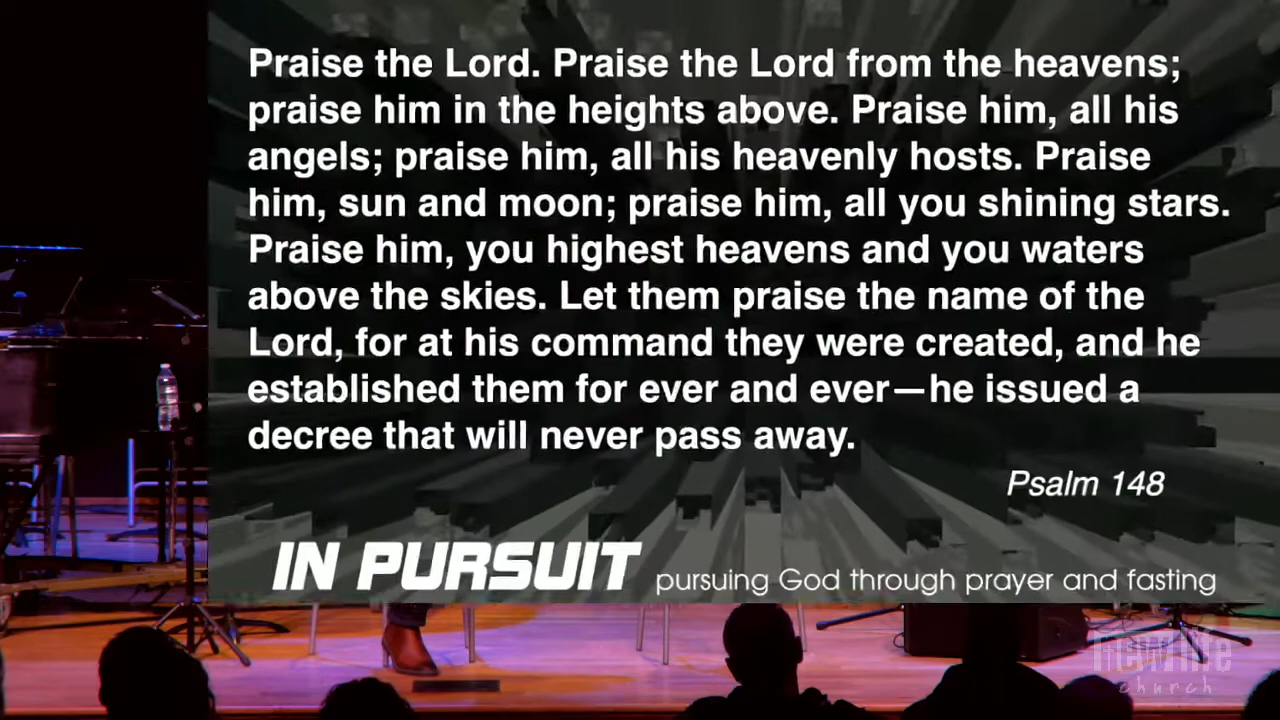 Praise the Lord. Praise the Lord from the heavens;
praise him in the heights above. Praise him, all his
angels; praise him, all his heavenly hosts. Praise
him, sun and moon; praise him, all you shining stars.
Praise him, you highest heavens and you waters
above the skies. Let them praise the name of the
Lord, for at his command they were created, and he
established them for ever and ever—he issued a
decree that will never pass away.
Psalm 148
IN PURSUIT pursuing God through prayer and fasting
newlife
church